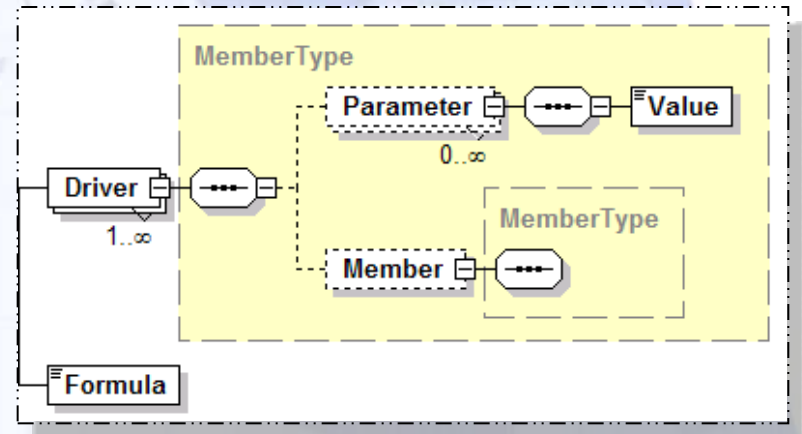 MemberType
Parameter
Value
0..∞
Driver
1..∞
MemberType
Member
Formula